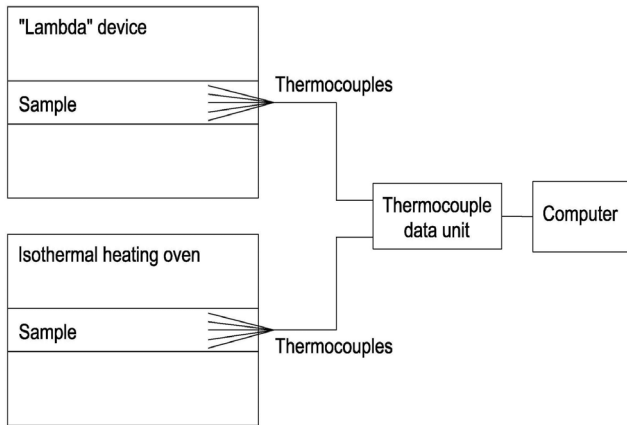 "Lambda" device
Sample
Thermocouples
Thermocouple
data unit
Computer
Isothermal heating oven
Sample
Thermocouples